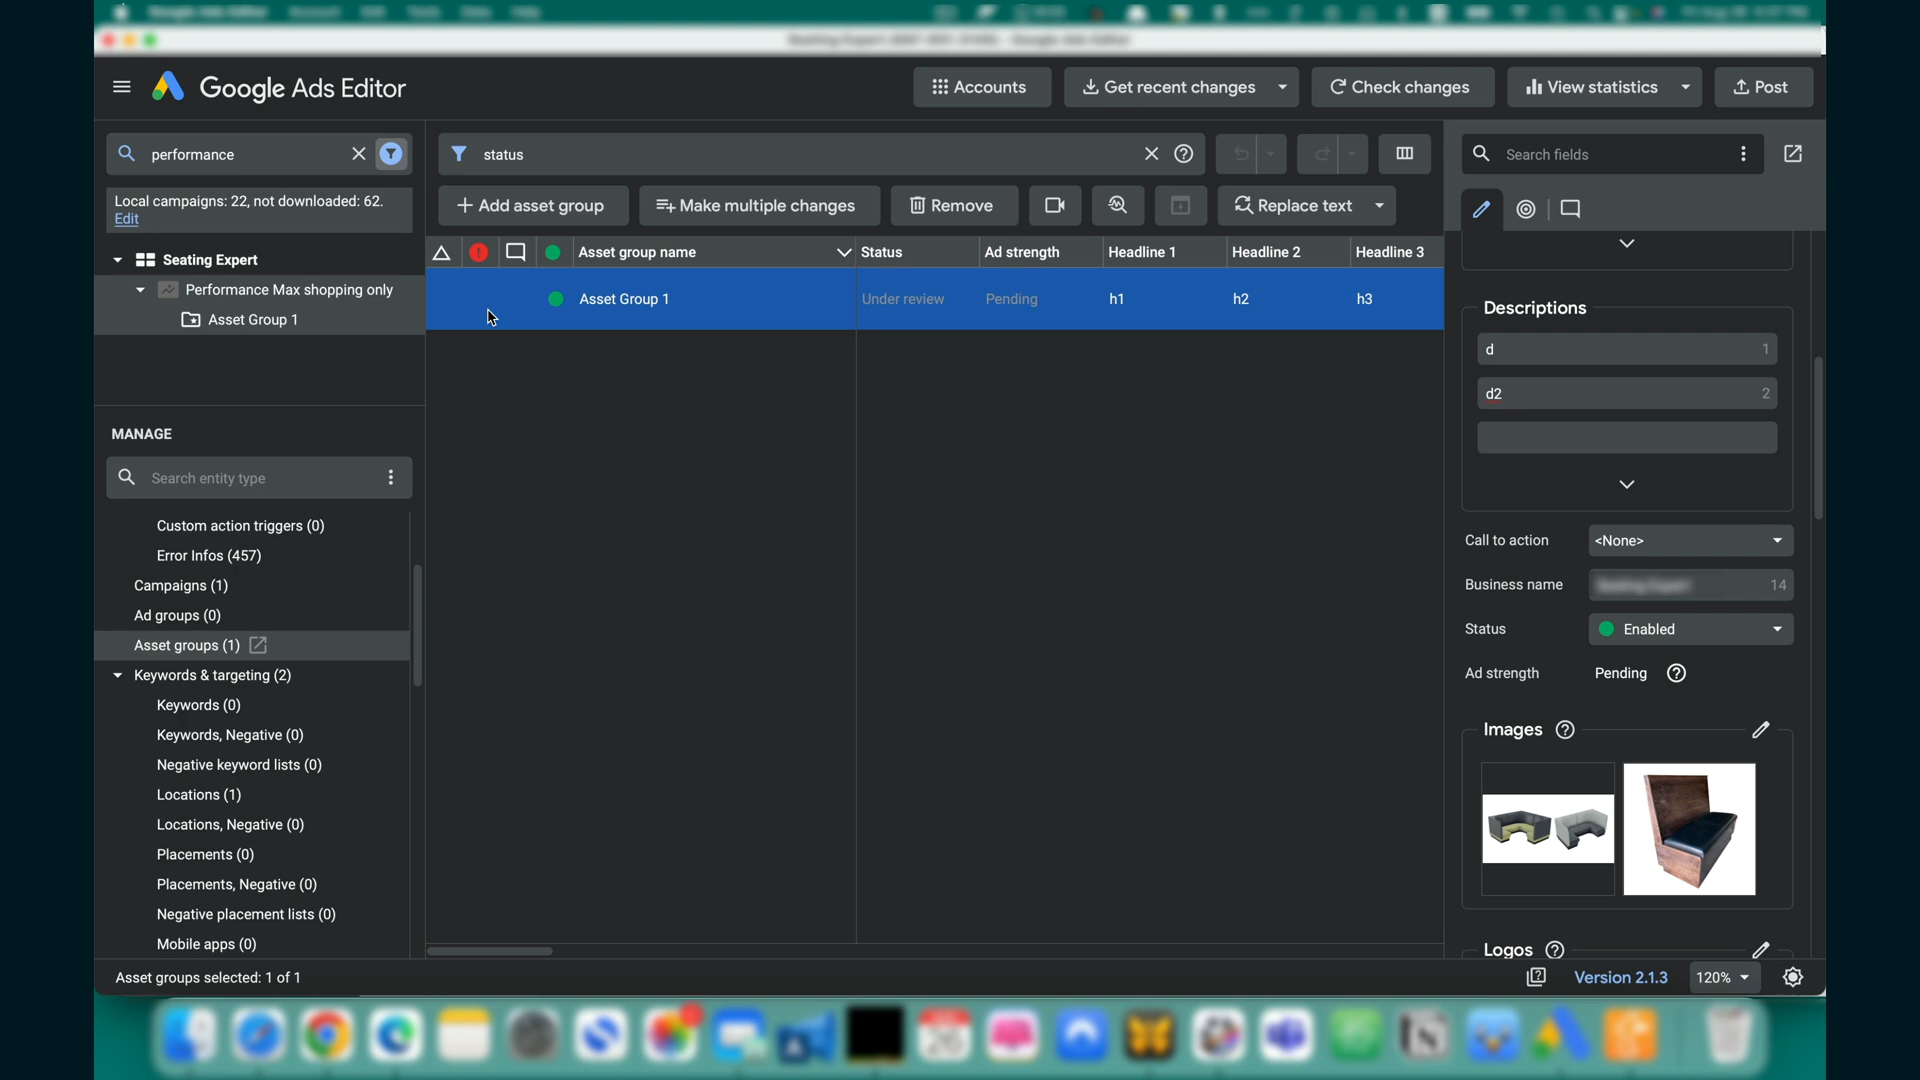 Google Ads Editor
Accounts
Get recent changes
Check changes
View statistics
Post
performance
status
Search fields
Local campaigns: 22, not downloaded: 62.
Edit
Add asset group
Make multiple changes
Remove
Replace text
Seating Expert
Performance Max shopping only
Asset Group 1
Asset group name
Status
Ad strength
Headline 1
Headline 2
Headline 3
Asset Group 1
Under review
Pending
h1
h2
h3
MANAGE
Search entity type
Custom action triggers (0)
Error Infos (457)
Campaigns (1)
Ad groups (0)
Asset groups (1)
Keywords & targeting (2)
Keywords (0)
Keywords, Negative (0)
Negative keyword lists (0)
Locations (1)
Locations, Negative (0)
Placements (0)
Placements, Negative (0)
Negative placement lists (0)
Mobile apps (0)
Descriptions
d 1
d2 2
Call to action <None>
Business name 14
Status Enabled
Ad strength Pending
Images
Logos
Asset groups selected: 1 of 1
Version 2.1.3
120%